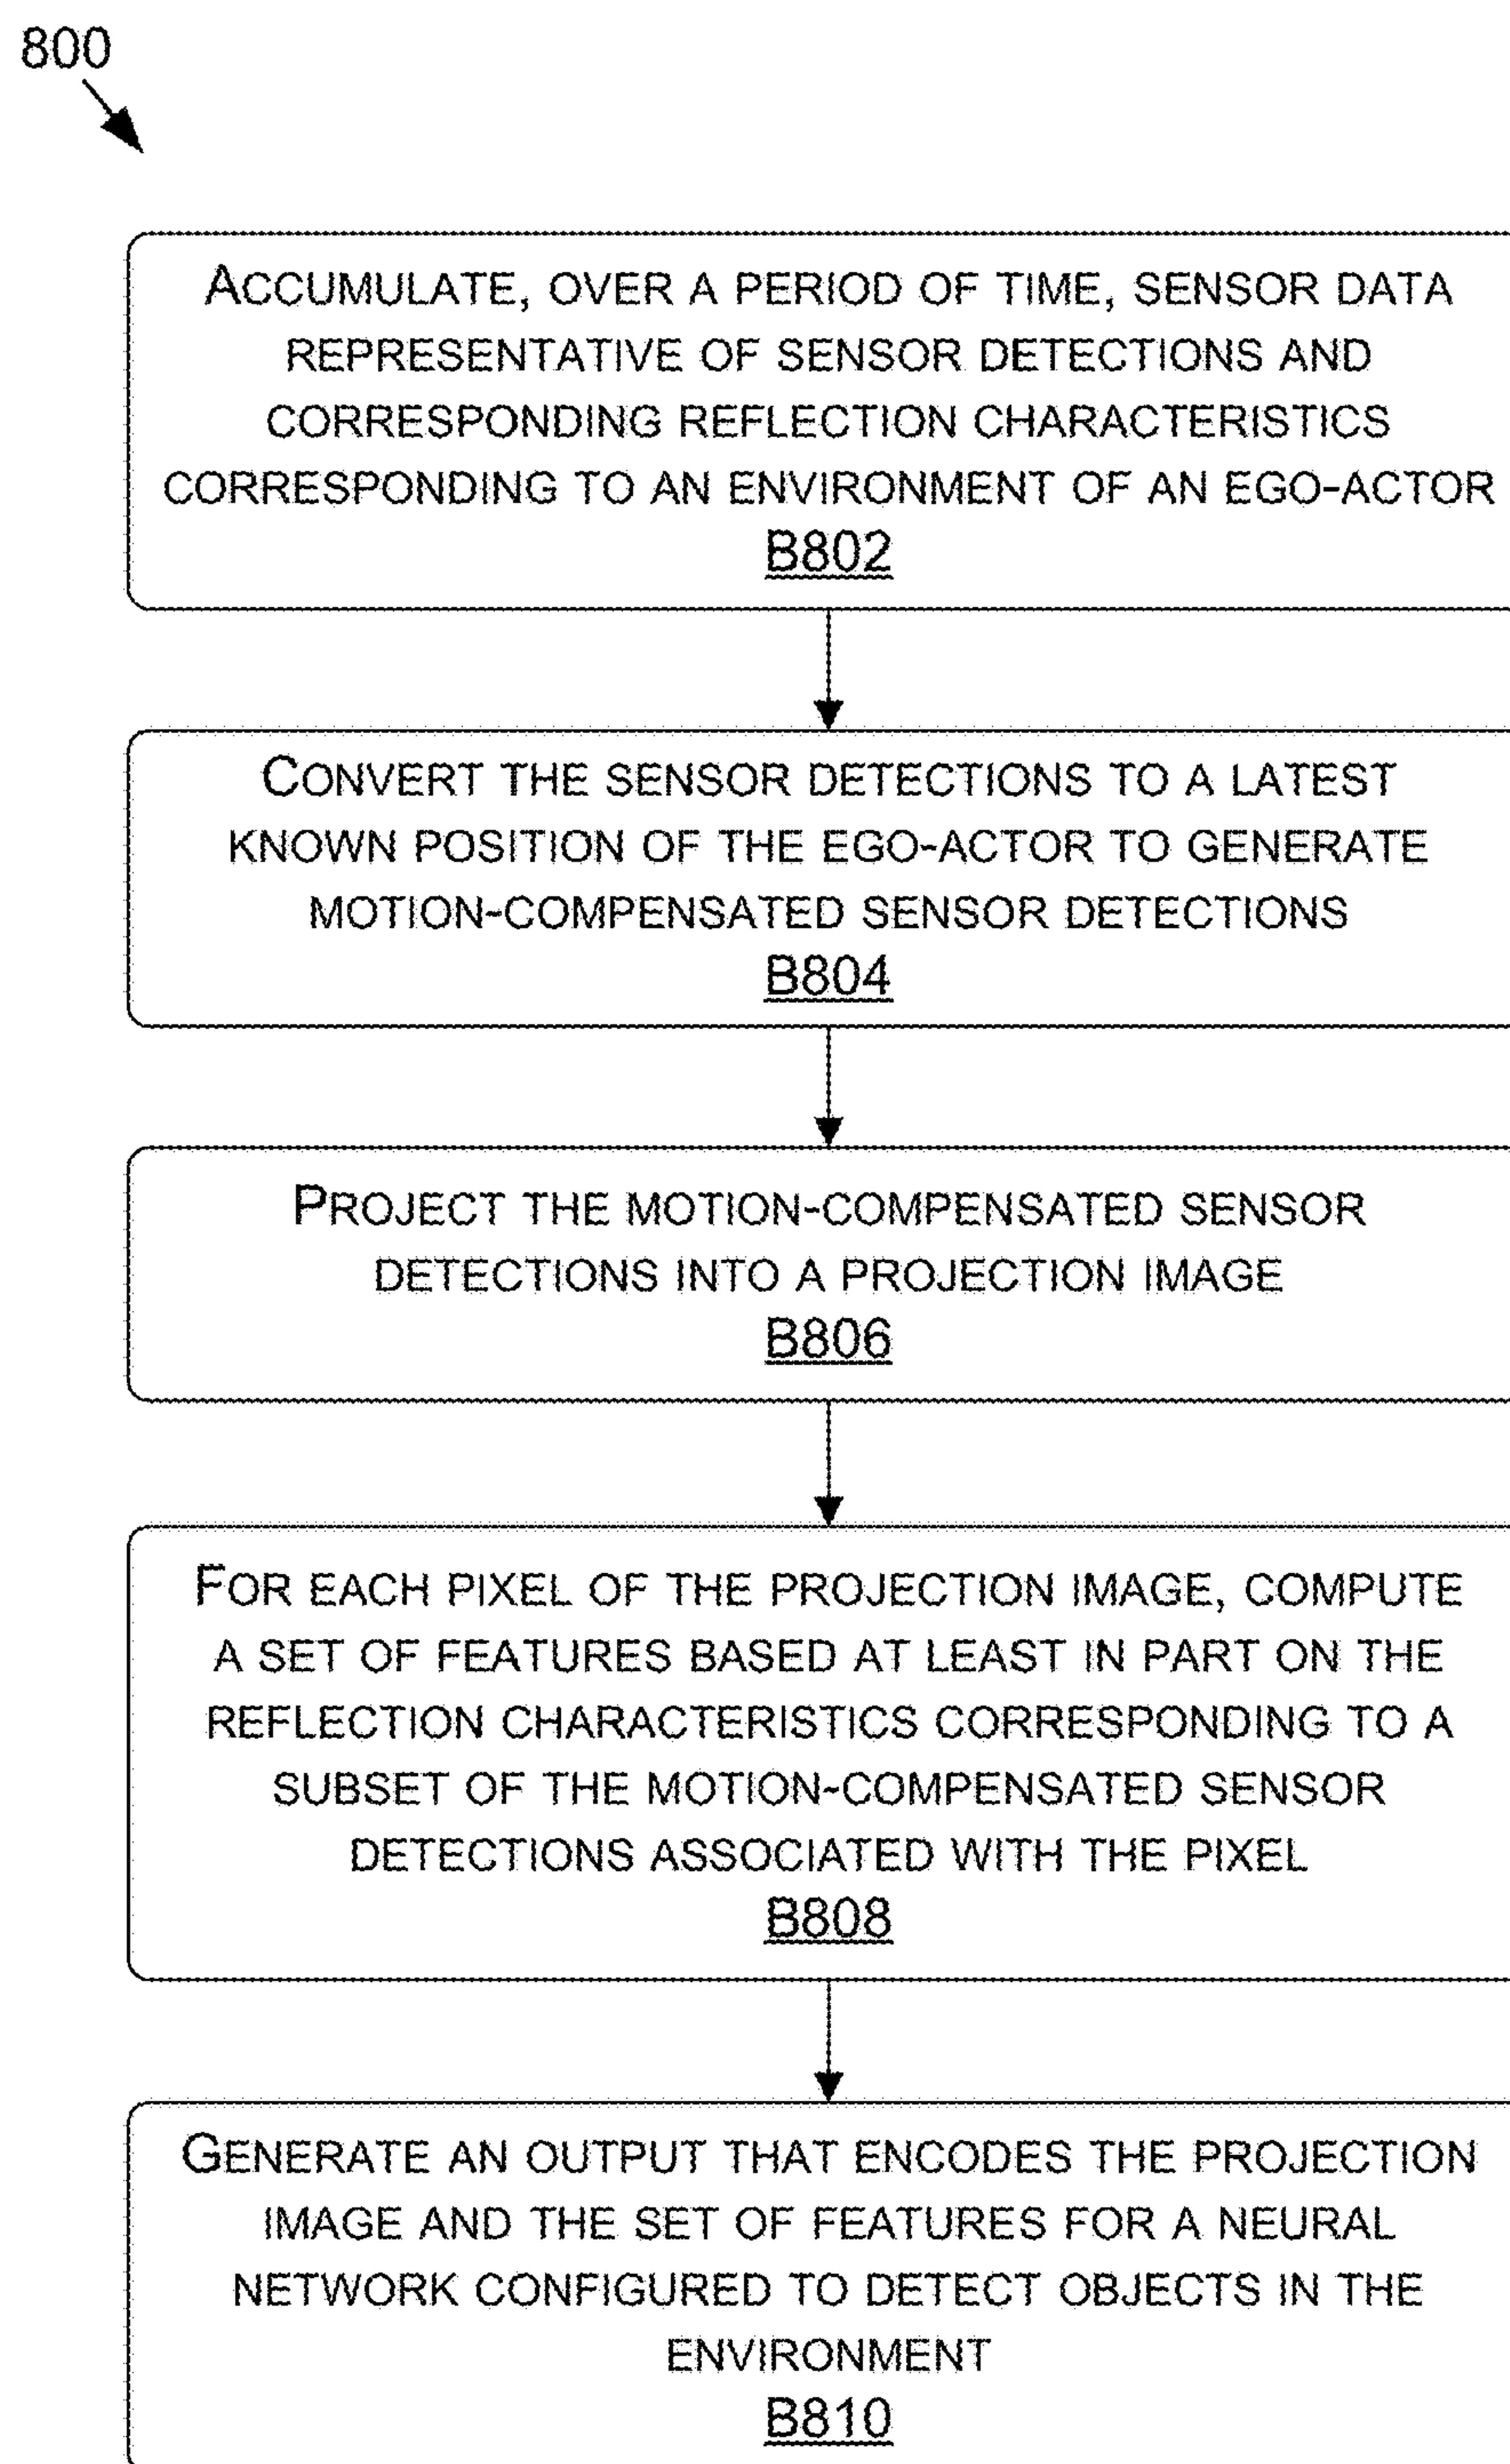 800
ACCUMULATE, OVER A PERIOD OF TIME, SENSOR DATA
REPRESENTATIVE OF SENSOR DETECTIONS AND
CORRESPONDING REFLECTION CHARACTERISTICS
CORRESPONDING TO AN ENVIRONMENT OF AN EGO-ACTOR
B802
CONVERT THE SENSOR DETECTIONS TO A LATEST
KNOWN POSITION OF THE EGO-ACTOR TO GENERATE
MOTION-COMPENSATED SENSOR DETECTIONS
B804
PROJECT THE MOTION-COMPENSATED SENSOR
DETECTIONS INTO A PROJECTION IMAGE
B806
FOR EACH PIXEL OF THE PROJECTION IMAGE, COMPUTE
A SET OF FEATURES BASED AT LEAST IN PART ON THE
REFLECTION CHARACTERISTICS CORRESPONDING TO A
SUBSET OF THE MOTION-COMPENSATED SENSOR
DETECTIONS ASSOCIATED WITH THE PIXEL
B808
GENERATE AN OUTPUT THAT ENCODES THE PROJECTION
IMAGE AND THE SET OF FEATURES FOR A NEURAL
NETWORK CONFIGURED TO DETECT OBJECTS IN THE
ENVIRONMENT
B810